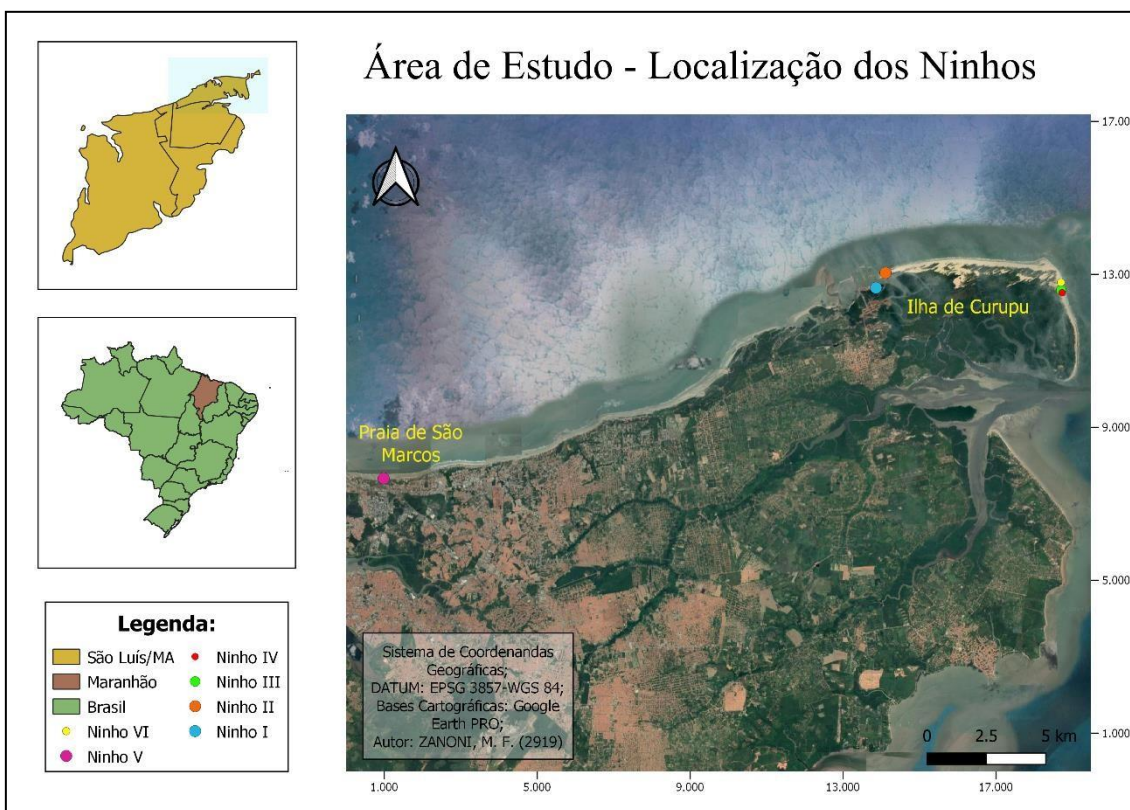 Área de Estudo - Localização dos Ninhos
17.00
13.000
9.000
5.000
1.000
Ilha de Curupu
Praia de São
Marcos
Sistema de Coordenandas
Geográficas;
DATUM: EPSG 3857-WGS 84;
Bases Cartográficas: Google
Earth PRO;
Autor: ZANONI, M. F. (2919)
0 2.5 5 km
1.000 5.000 9.000 13.000 17.000
Legenda:
São Luís/MA
Maranhão
Brasil
Ninho VI
Ninho V
Ninho IV
Ninho III
Ninho II
Ninho I